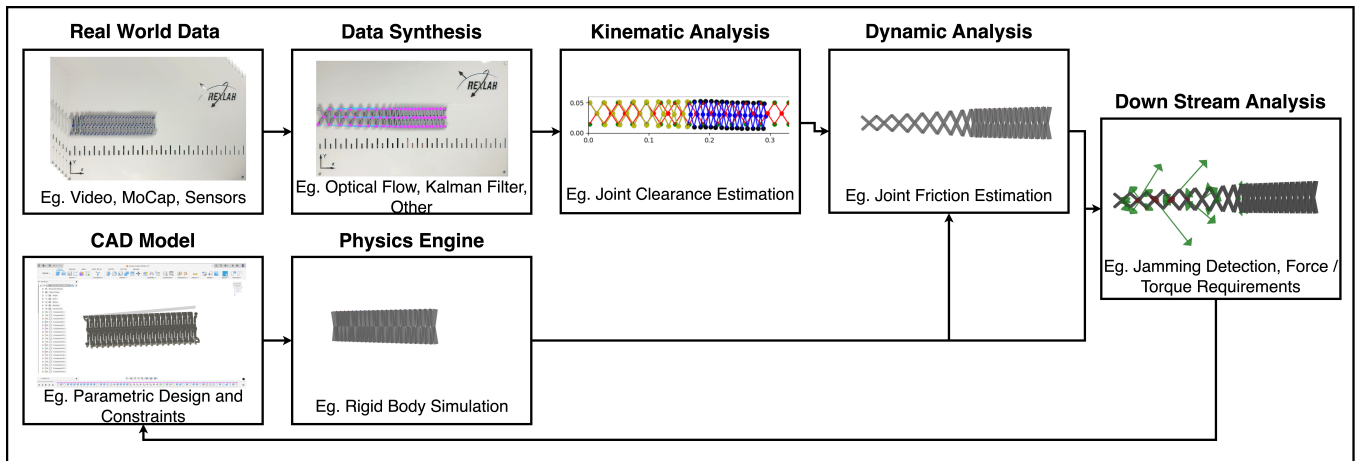 Real World Data
Data Synthesis
Kinematic Analysis
Dynamic Analysis
Down Stream Analysis
REXLAB
Y
x
Eg. Video, MoCap, Sensors
REXLAB
Y
x
Eg. Optical Flow, Kalman Filter,
Other
0.05
0.00
0.0
0.1
0.2
0.3
Eg. Joint Clearance Estimation
Eg. Joint Friction Estimation
Eg. Jamming Detection, Force /
Torque Requirements
CAD Model
Physics Engine
Eg. Parametric Design and
Constraints
Eg. Rigid Body Simulation